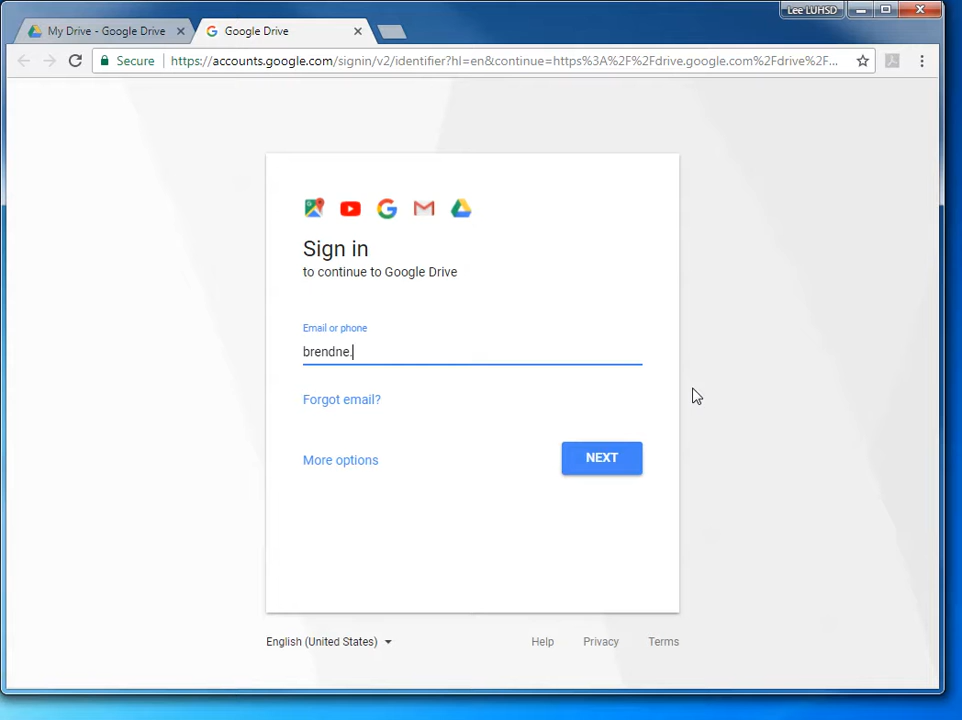 Lee LUHSD
My Drive - Google Drive
Google Drive
Secure
https://accounts.google.com/signin/v2/identifier?hl=en&continue=https%3A%2F%2Fdrive.google.com%2Fdrive%2F...
Sign in
to continue to Google Drive
Email or phone
brendne.
Forgot email?
More options
NEXT
English (United States)
Help
Privacy
Terms